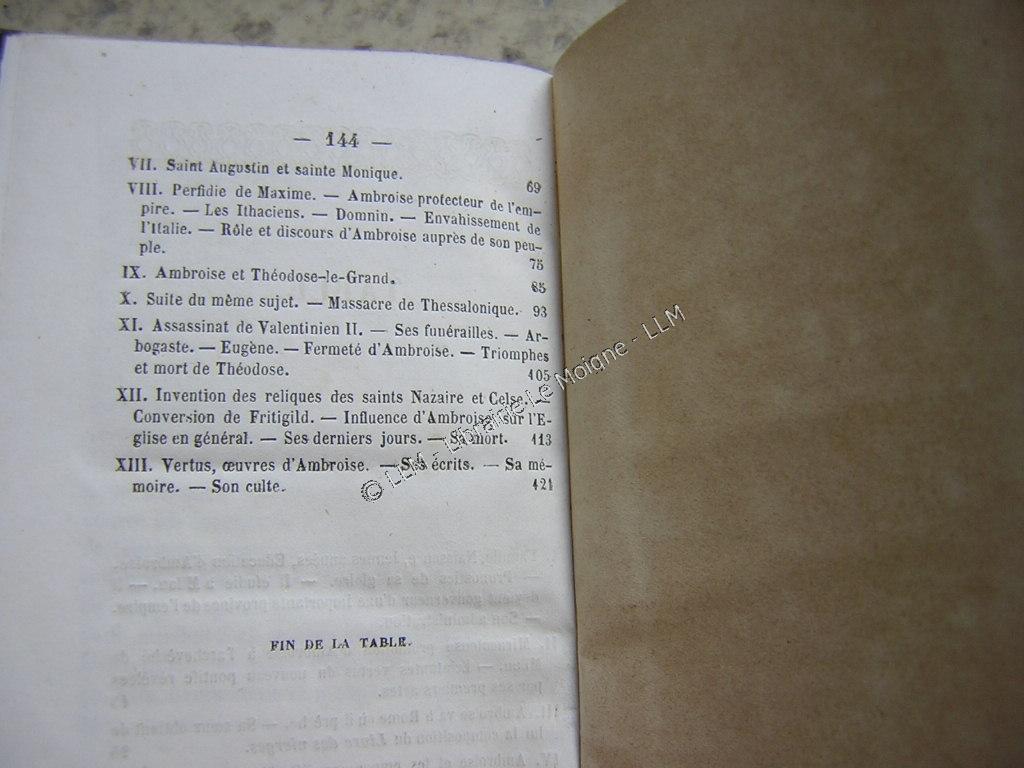 — 144 —
VII. Saint Augustin et sainte Monique. 69
VIII. Perfidie de Maxime. — Ambroise protecteur de l'em-
pire. — Les Ithaciens. — Domnin. — Envahissement de
l'Italie. — Rôle et discours d'Ambroise auprès de son peu-
ple. 75
IX. Ambroise et Théodose-le-Grand. 85
X. Suite du même sujet. — Massacre de Thessalonique. 93
XI. Assassinat de Valentinien II. — Ses funérailles. — Ar-
bogaste. — Eugène. — Fermeté d'Ambroise. — Triomphes
et mort de Théodose. 105
XII. Invention des reliques des saints Nazaire et Celse. —
Conversion de Fritigild. — Influence d'Ambroise sur l'E-
glise en général. — Ses derniers jours. — Sa mort. 113
XIII. Vertus, œuvres d'Ambroise. — Ses écrits. — Sa mé-
moire. — Son culte. 121
FIN DE LA TABLE.
© LLM - Librairie Le Moigne - LLM